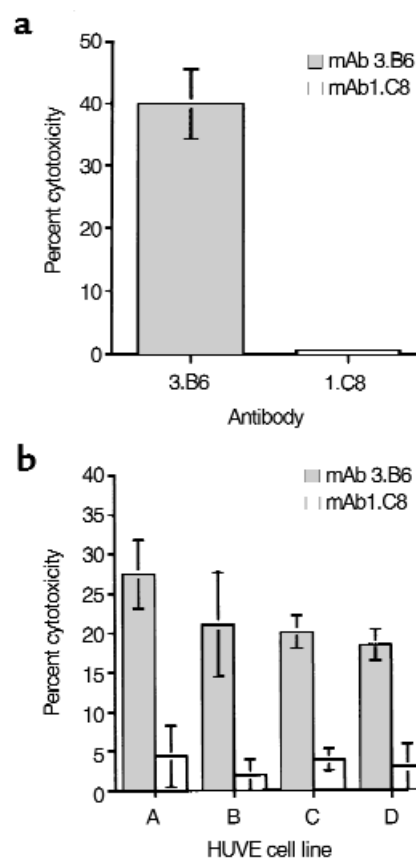 a
mAb 3.B6
mAb1.C8
Percent cytotoxicity
50
40
30
20
10
0
3.B6 1.C8
Antibody
b
mAb 3.B6
mAb1.C8
Percent cytotoxicity
40
35
30
25
20
15
10
5
0
A B C D
HUVE cell line